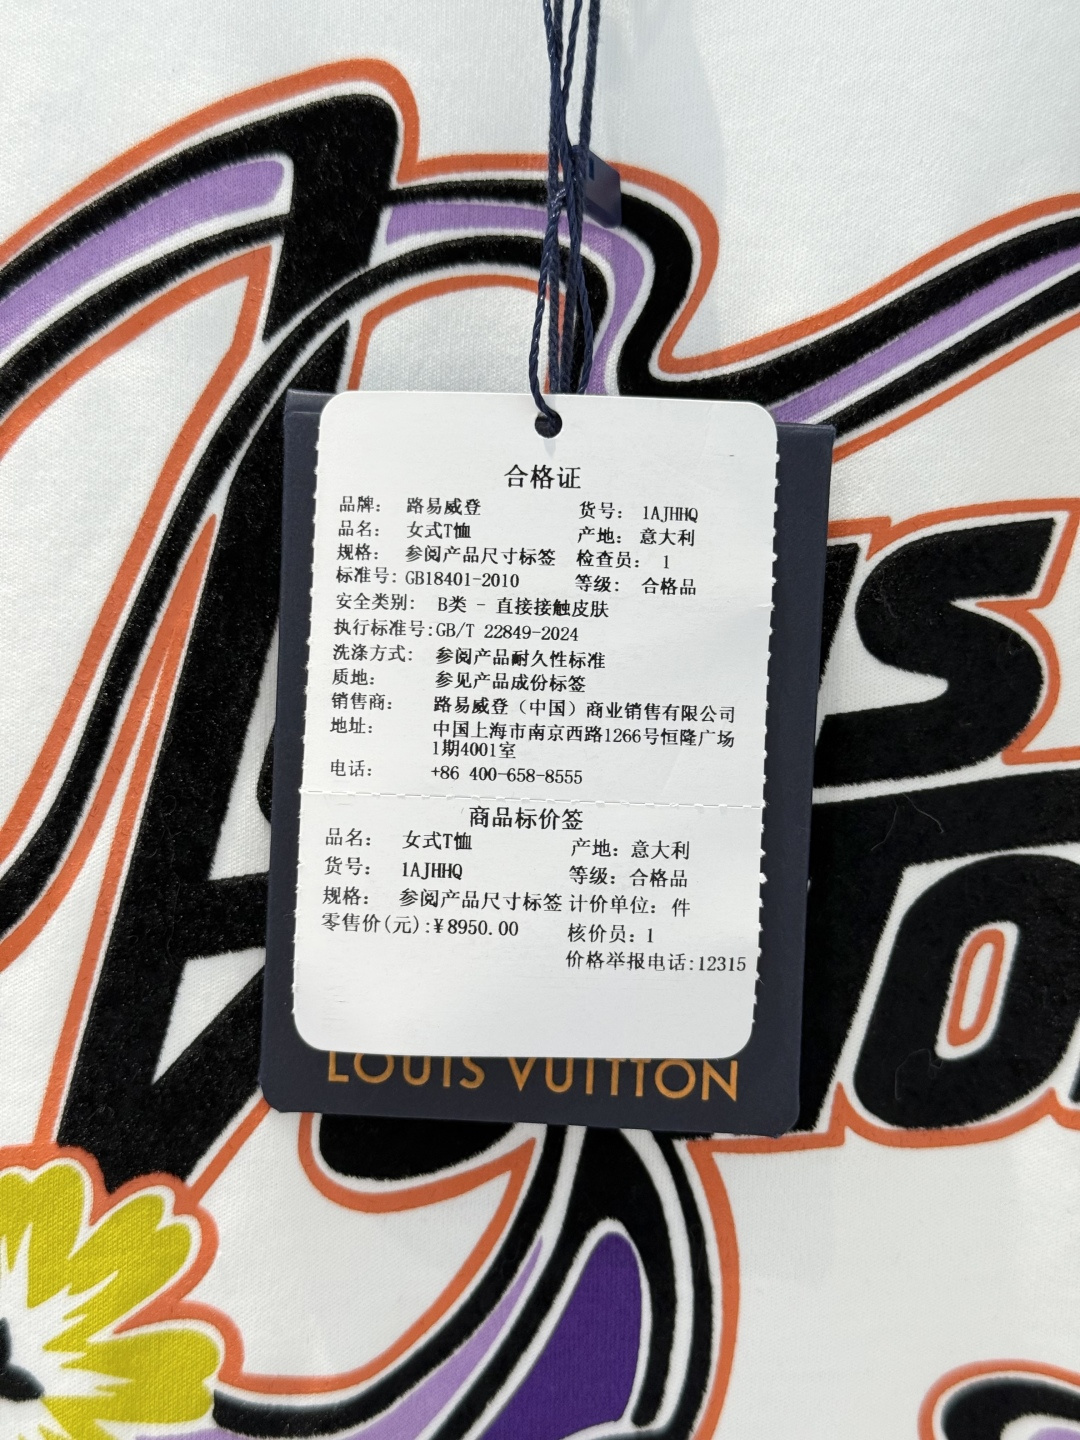 合格证
品牌: 路易威登 货号: 1AJHHQ
品名: 女式T恤 产地: 意大利
规格: 参阅产品尺寸标签 检查员: 1
标准号: GB18401-2010 等级: 合格品
安全类别: B类 - 直接接触皮肤
执行标准号:GB/T 22849-2024
洗涤方式: 参阅产品耐久性标准
质地: 参见产品成份标签
销售商: 路易威登（中国）商业销售有限公司
地址: 中国上海市南京西路1266号恒隆广场
1期4001室
电话: +86 400-658-8555
商品标价签
品名: 女式T恤 产地: 意大利
货号: 1AJHHQ 等级: 合格品
规格: 参阅产品尺寸标签 计价单位: 件
零售价(元):¥8950.00 核价员: 1
价格举报电话:12315
LOUIS VUITTON